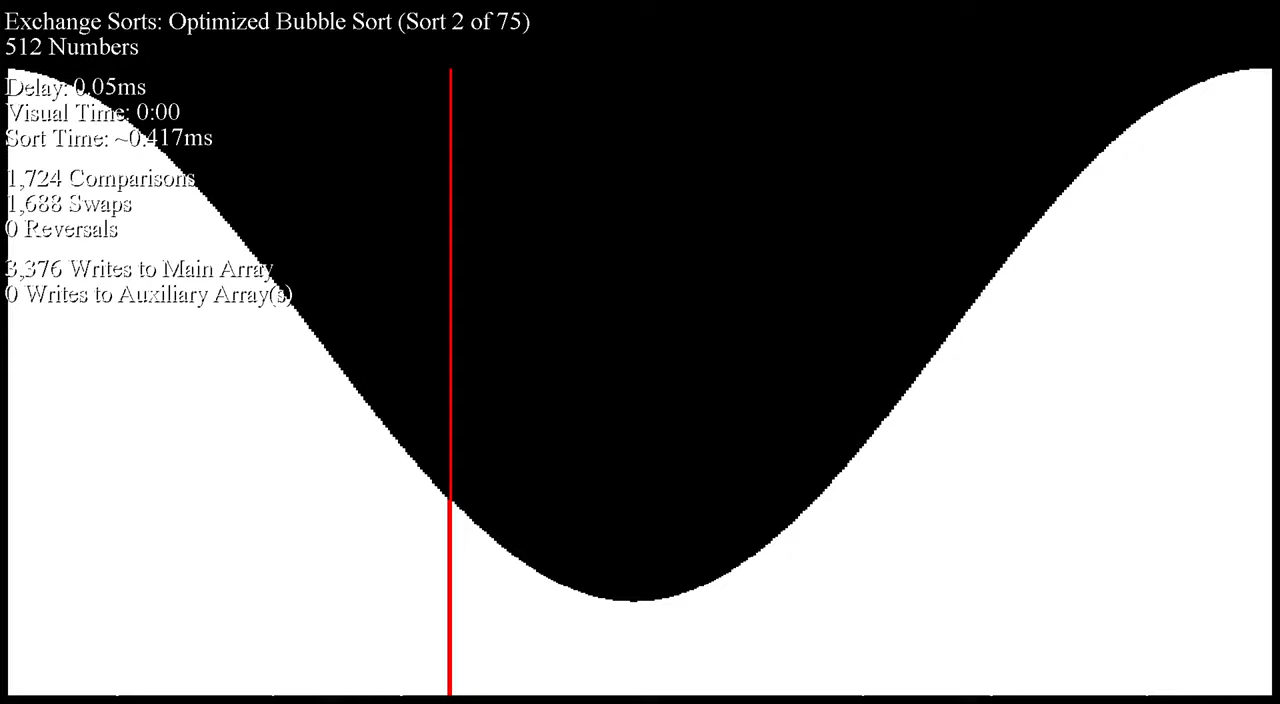 Exchange Sorts: Optimized Bubble Sort (Sort 2 of 75)
512 Numbers
Delay: 0.05ms
Visual Time: 0:00
Sort Time: ~0.417ms
1,724 Comparisons
1,688 Swaps
0 Reversals
3,376 Writes to Main Array
0 Writes to Auxiliary Array(s)